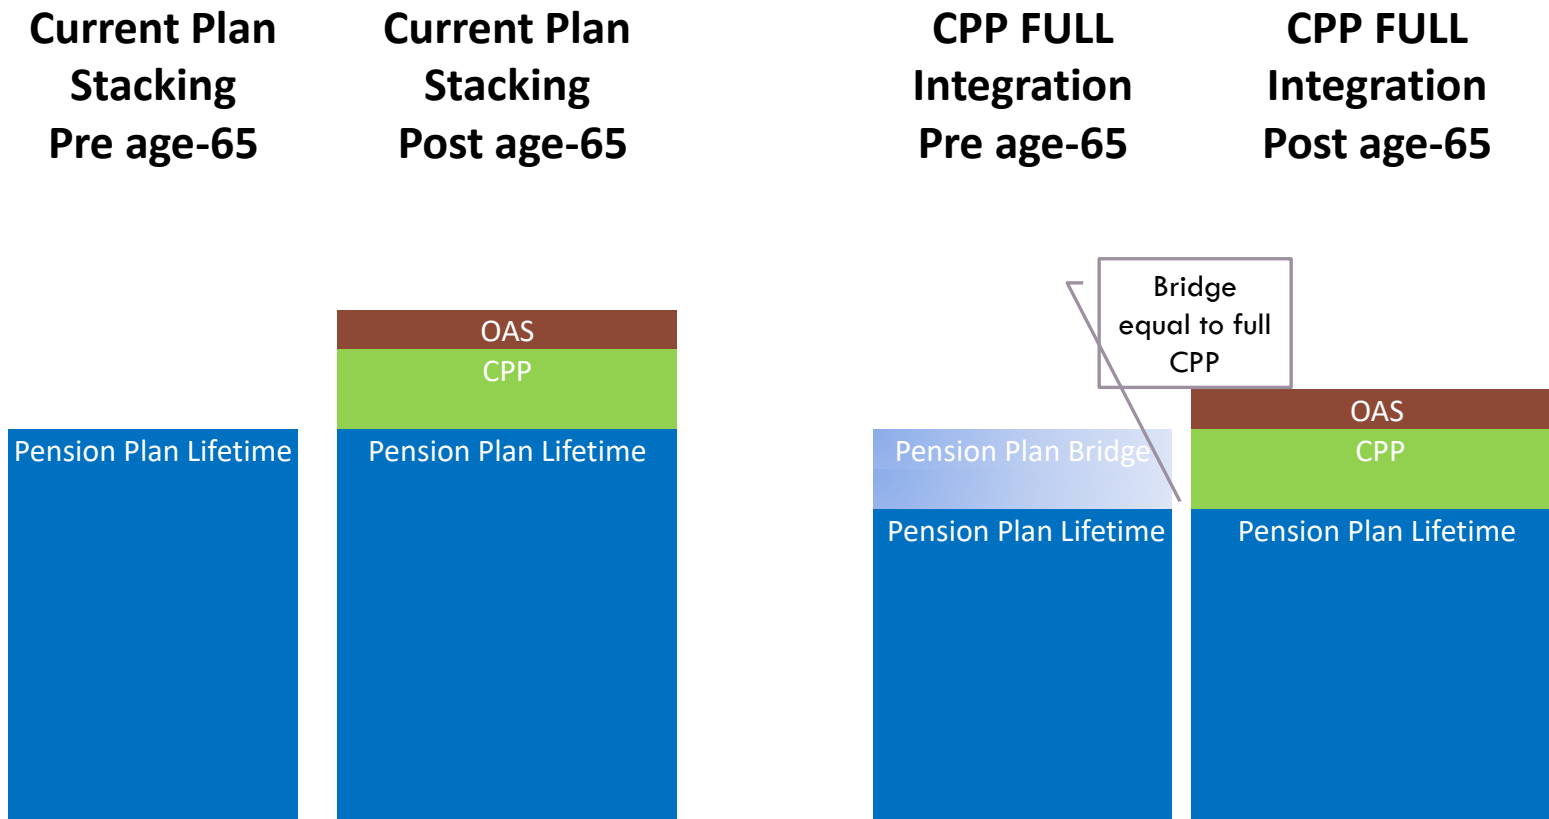 Current Plan
Stacking
Pre age-65
Current Plan
Stacking
Post age-65
CPP FULL
Integration
Pre age-65
CPP FULL
Integration
Post age-65
Pension Plan Lifetime
OAS
CPP
Pension Plan Lifetime
Bridge
equal to full
CPP
Pension Plan Bridge
Pension Plan Lifetime
OAS
CPP
Pension Plan Lifetime